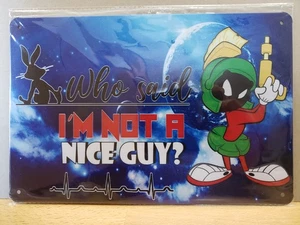 Who said
I'M NOT A
NICE GUY?